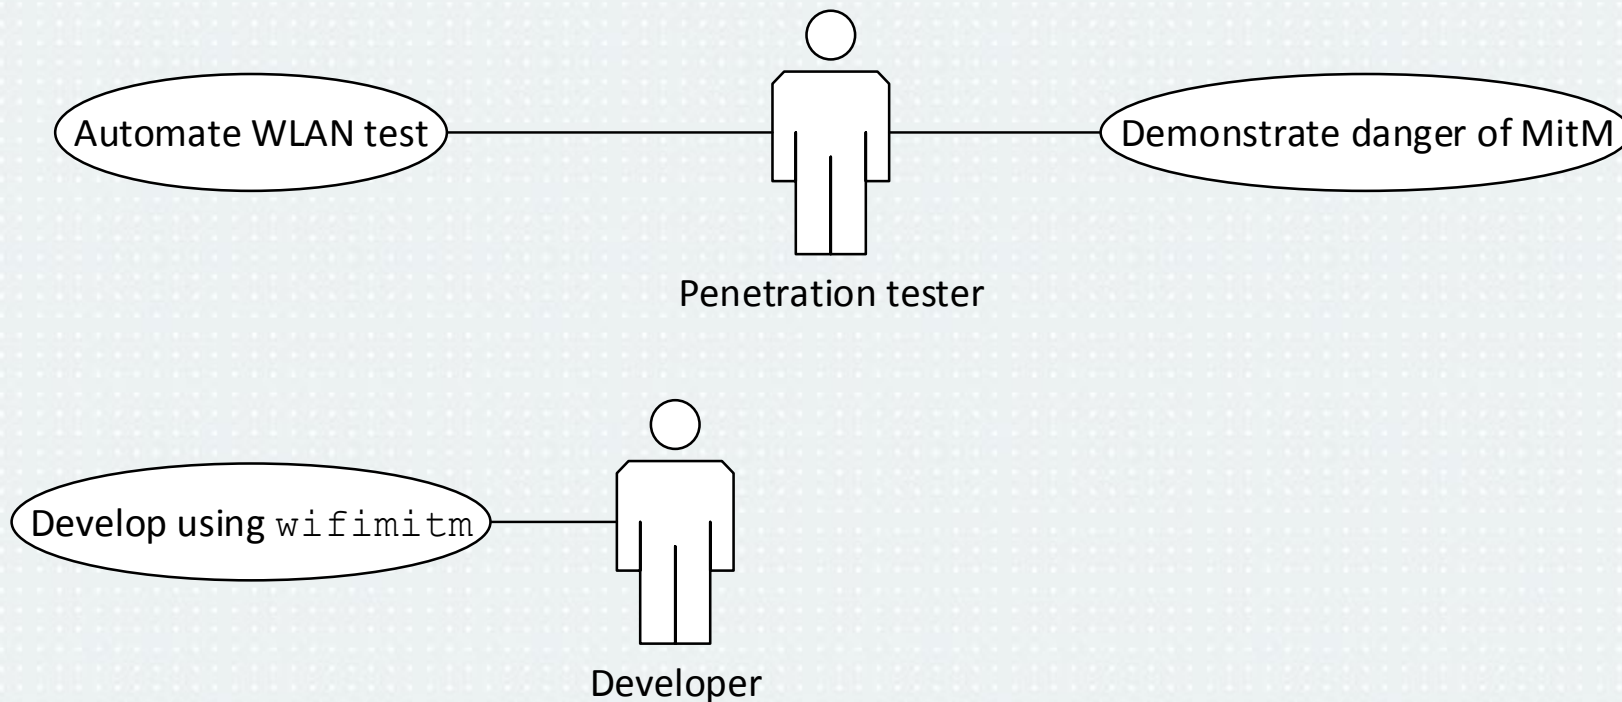 Automate WLAN test
Demonstrate danger of MitM
Penetration tester
Develop using wifimitm
Developer